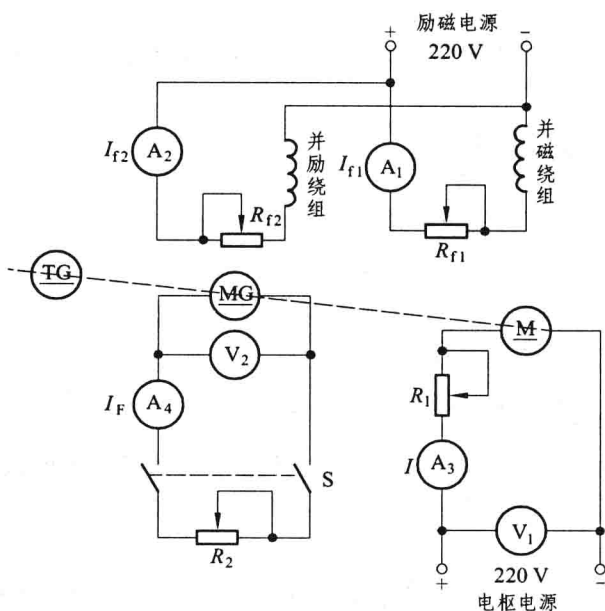 励磁电源
+
220 V
−
I_f2
A_2
并励绕组
I_f1
A_1
并磁绕组
R_f2
R_f1
TG
MG
M
V_2
R_1
I_F
A_4
I
A_3
S
R_2
V_1
+
220 V
−
电枢电源